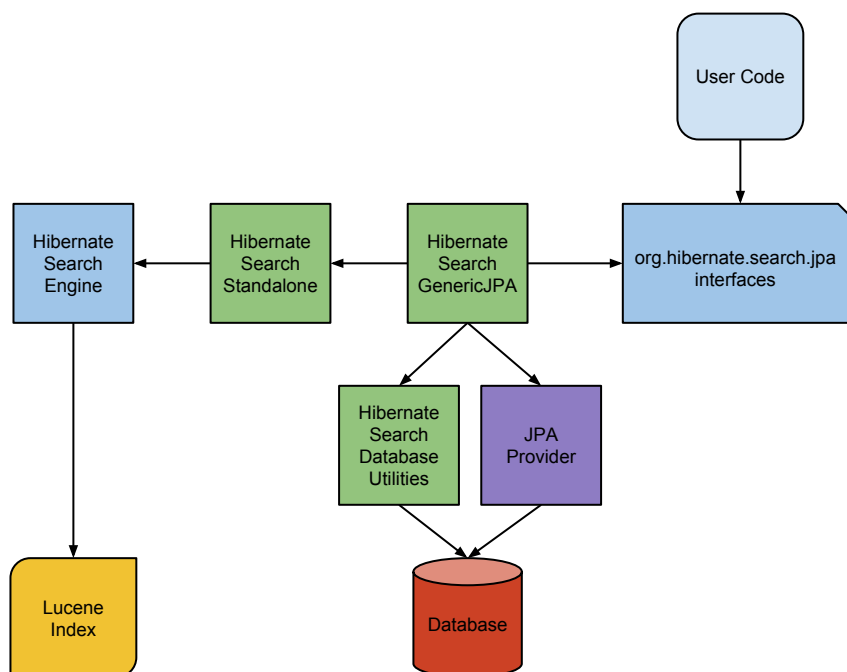 User Code
Hibernate
Search
Engine
Hibernate
Search
Standalone
Hibernate
Search
GenericJPA
org.hibernate.search.jpa
interfaces
Hibernate
Search
Database
Utilities
JPA
Provider
Lucene
Index
Database